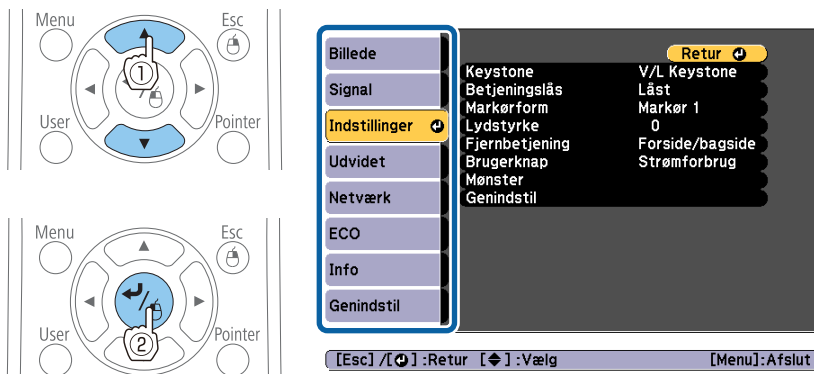 Menu
Esc
①
User
Pointer
Menu
Esc
User
②
Pointer
Billede
Signal
Indstillinger
Udvidet
Netværk
ECO
Info
Genindstil
Retur
Keystone V/L Keystone
Betjeningslås Låst
Markørform Markør 1
Lydstyrke 0
Fjernbetjening Forside/bagside
Brugerknap Strømforbrug
Mønster
Genindstil
[Esc] /[⏎] :Retur [◆] :Vælg [Menu]:Afslut